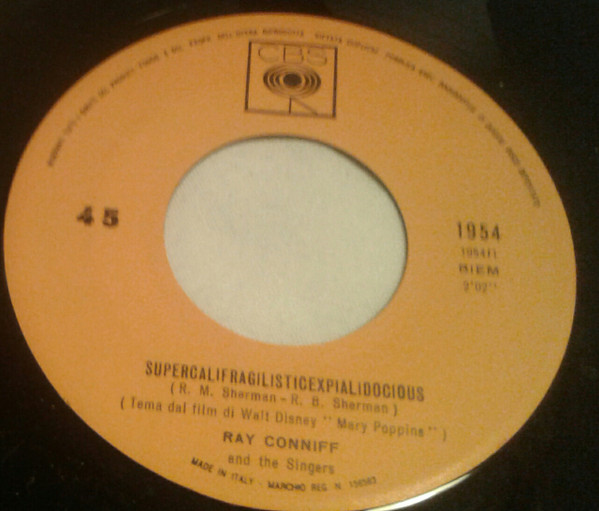 CBS
45
1954
BIEM
2'02"
SUPERCALIFRAGILISTICEXPIALIDOCIOUS
(R. M. Sherman - R. B. Sherman)
(Tema dal film di Walt Disney "Mary Poppins")
RAY CONNIFF
and the Singers
MADE IN ITALY - MARCHIO REG. N.